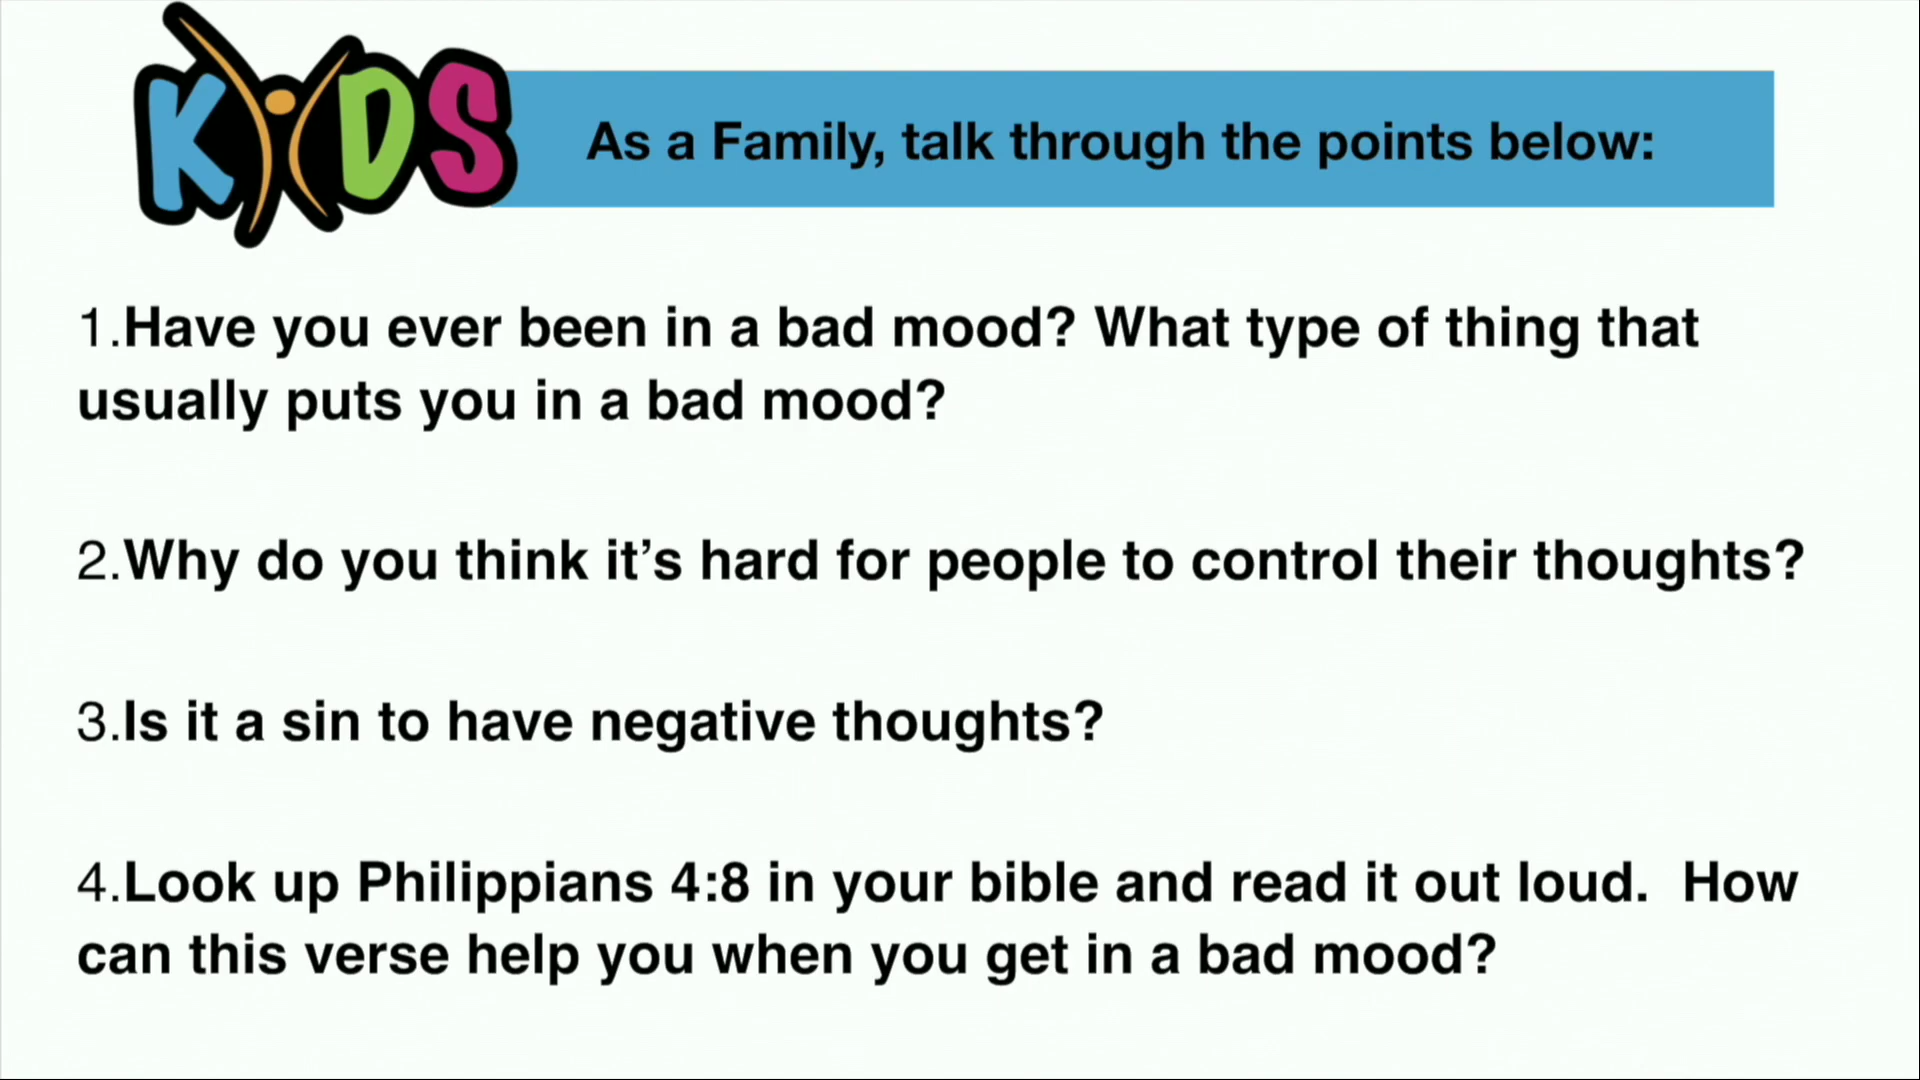 KIDS
As a Family, talk through the points below:
1.Have you ever been in a bad mood? What type of thing that
usually puts you in a bad mood?
2.Why do you think it’s hard for people to control their thoughts?
3.Is it a sin to have negative thoughts?
4.Look up Philippians 4:8 in your bible and read it out loud.  How
can this verse help you when you get in a bad mood?